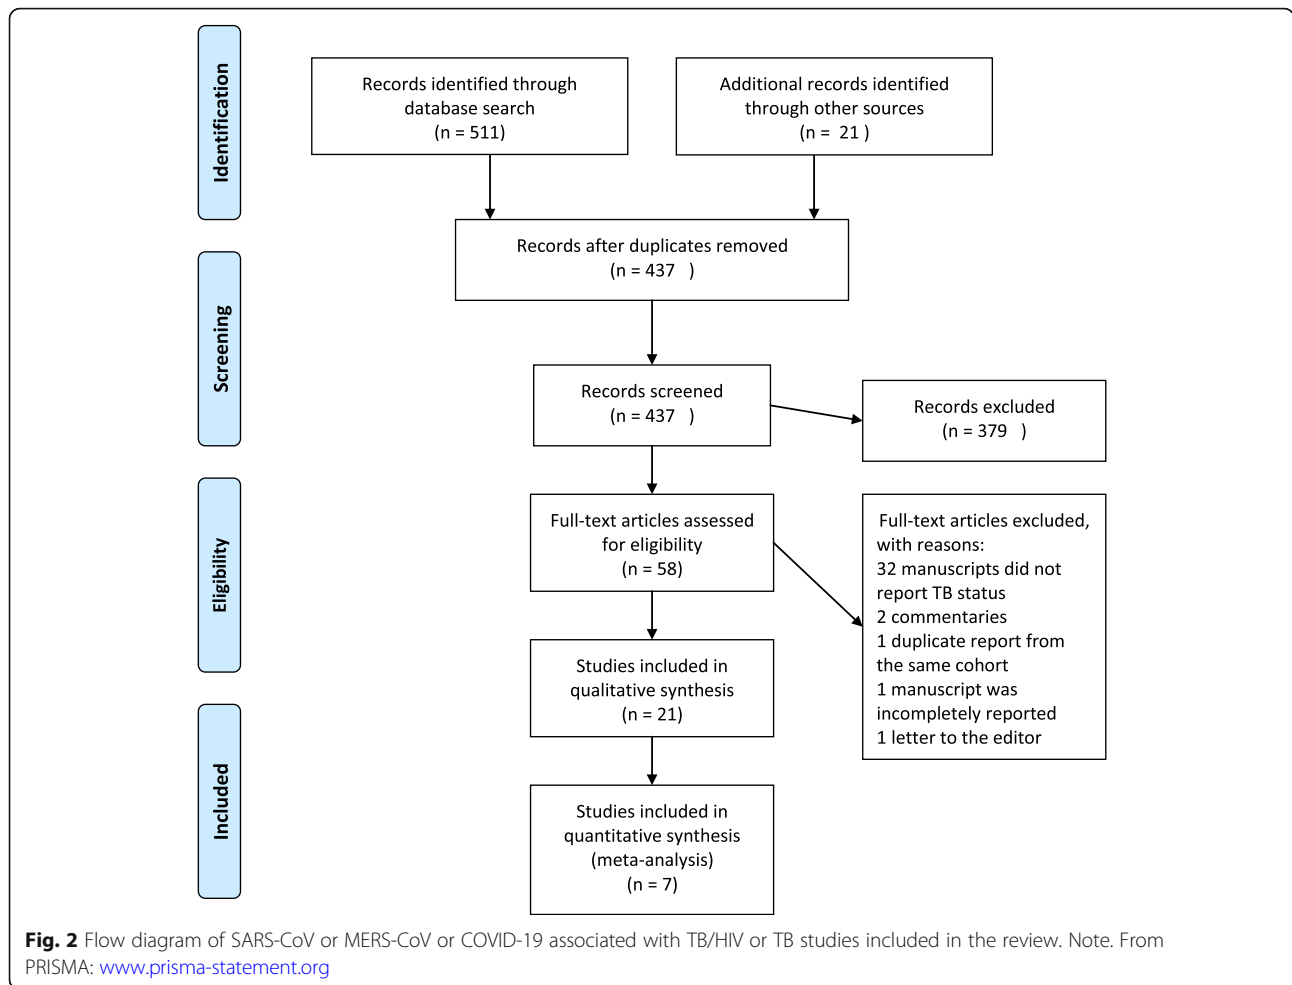 Identification
Records identified through
database search
(n = 511)
Additional records identified
through other sources
(n = 21 )
Records after duplicates removed
(n = 437 )
Screening
Records screened
(n = 437 )
Records excluded
(n = 379 )
Eligibility
Full-text articles assessed
for eligibility
(n = 58)
Full-text articles excluded,
with reasons:
32 manuscripts did not
report TB status
2 commentaries
1 duplicate report from
the same cohort
1 manuscript was
incompletely reported
1 letter to the editor
Studies included in
qualitative synthesis
(n = 21)
Included
Studies included in
quantitative synthesis
(meta-analysis)
(n = 7)
Fig. 2 Flow diagram of SARS-CoV or MERS-CoV or COVID-19 associated with TB/HIV or TB studies included in the review. Note. From
PRISMA: www.prisma-statement.org